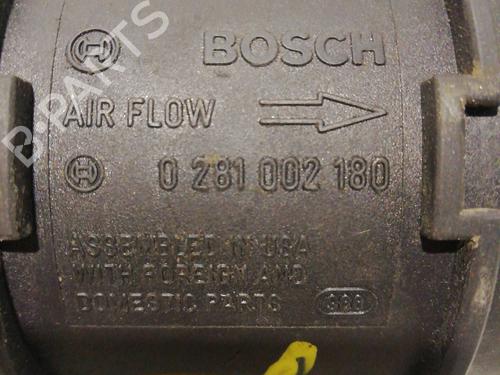 BOSCH
AIR FLOW
0 281 002 180
ASSEMBLED IN USA
WITH FOREIGN AND
DOMESTIC PARTS
B-PARTS